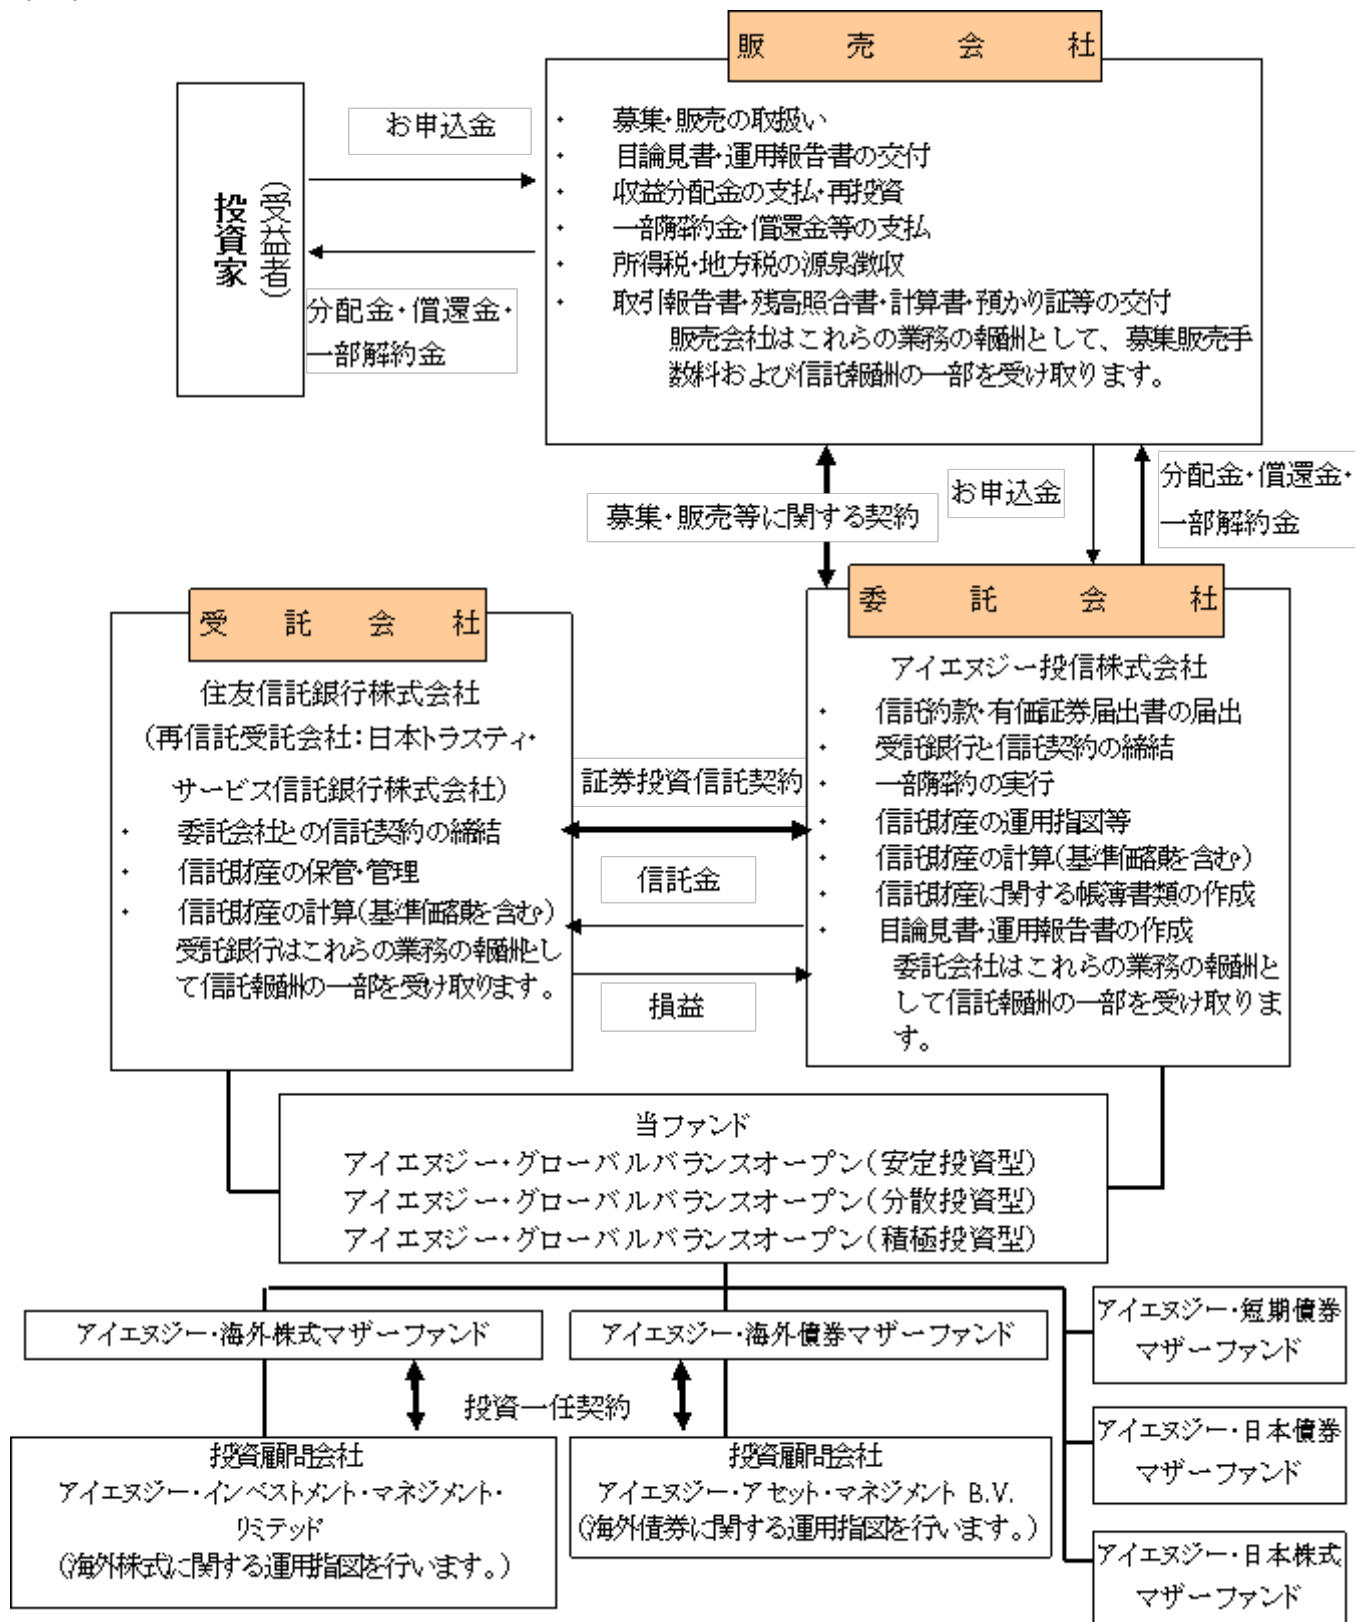 販売会社
お申込金
投資家
(受益者)
分配金・償還金・
一部解約金
・ 募集・販売の取扱い
・ 目論見書・運用報告書の交付
・ 収益分配金の支払・再投資
・ 一部解約金・償還金等の支払
・ 所得税・地方税の源泉徴収
・ 取引報告書・残高照合書・計算書・預かり証等の交付
販売会社はこれらの業務の報酬として、募集販売手
数料および信託報酬の一部を受け取ります。
募集・販売等に関する契約
お申込金
分配金・償還金・
一部解約金
受託会社
住友信託銀行株式会社
(再信託受託会社:日本トラスティ・
サービス信託銀行株式会社)
・ 委託会社との信託契約の締結
・ 信託財産の保管・管理
・ 信託財産の計算(基準価額を含む)
受託銀行はこれらの業務の報酬とし
て信託報酬の一部を受け取ります。
証券投資信託契約
信託金
損益
委託会社
アイエヌジー投信株式会社
・ 信託約款・有価証券届出書の届出
・ 受託銀行と信託契約の締結
・ 一部解約の実行
・ 信託財産の運用指図等
・ 信託財産の計算(基準価額を含む)
・ 信託財産に関する帳簿書類の作成
・ 目論見書・運用報告書の作成
委託会社はこれらの業務の報酬と
して信託報酬の一部を受け取りま
す。
当ファンド
アイエヌジー・グローバルバランスオープン(安定投資型)
アイエヌジー・グローバルバランスオープン(分散投資型)
アイエヌジー・グローバルバランスオープン(積極投資型)
アイエヌジー・海外株式マザーファンド
アイエヌジー・海外債券マザーファンド
アイエヌジー・短期債券
マザーファンド
投資一任契約
アイエヌジー・日本債券
マザーファンド
投資顧問会社
アイエヌジー・インベストメント・マネジメント・
リミテッド
(海外株式に関する運用指図を行います。)
投資顧問会社
アイエヌジー・アセット・マネジメント B.V.
(海外債券に関する運用指図を行います。)
アイエヌジー・日本株式
マザーファンド